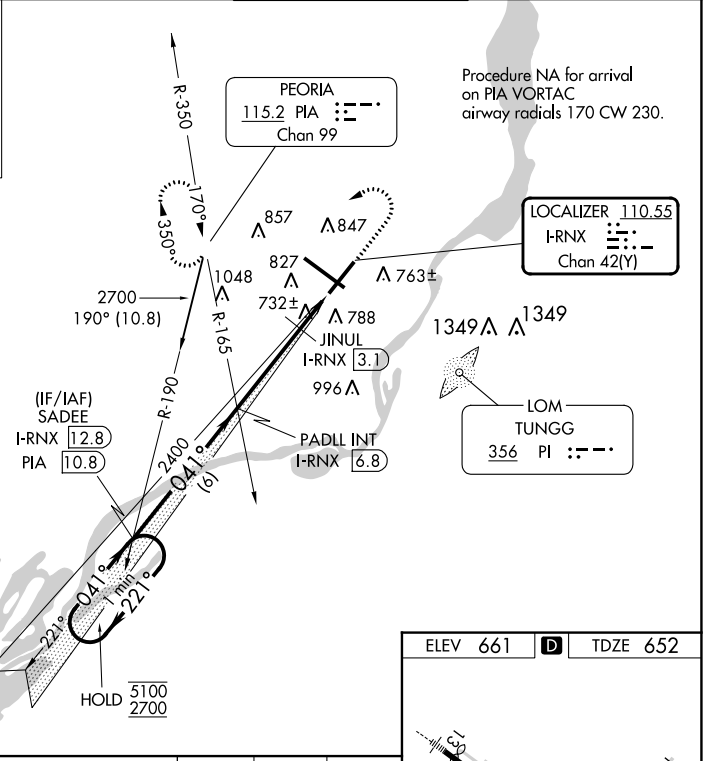 PEORIA
115.2 PIA
Chan 99
Procedure NA for arrival
on PIA VORTAC
airway radials 170 CW 230.
R-350
170°
350°
857
847
LOCALIZER 110.55
I-RNX
Chan 42(Y)
827
763±
1048
732±
788
2700
190° (10.8)
R-165
JINUL
I-RNX 3.1
1349
1349
996
R-190
(IF/IAF)
SADEE
I-RNX 12.8
PIA 10.8
LOM
TUNGG
356 PI
PADLL INT
I-RNX 6.8
2400
041°
(6)
041°
1 min
221°
221°
HOLD 5100
2700
ELEV 661 D TDZE 652